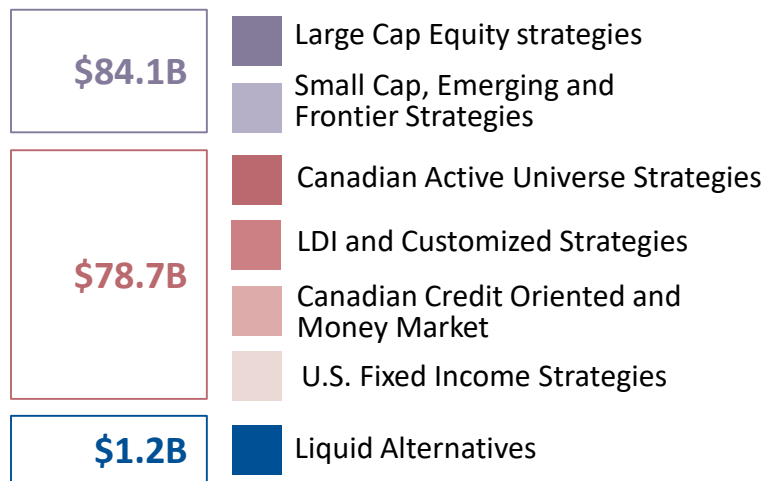 $84.1B
Large Cap Equity strategies
Small Cap, Emerging and
Frontier Strategies
$78.7B
Canadian Active Universe Strategies
LDI and Customized Strategies
Canadian Credit Oriented and
Money Market
U.S. Fixed Income Strategies
$1.2B
Liquid Alternatives